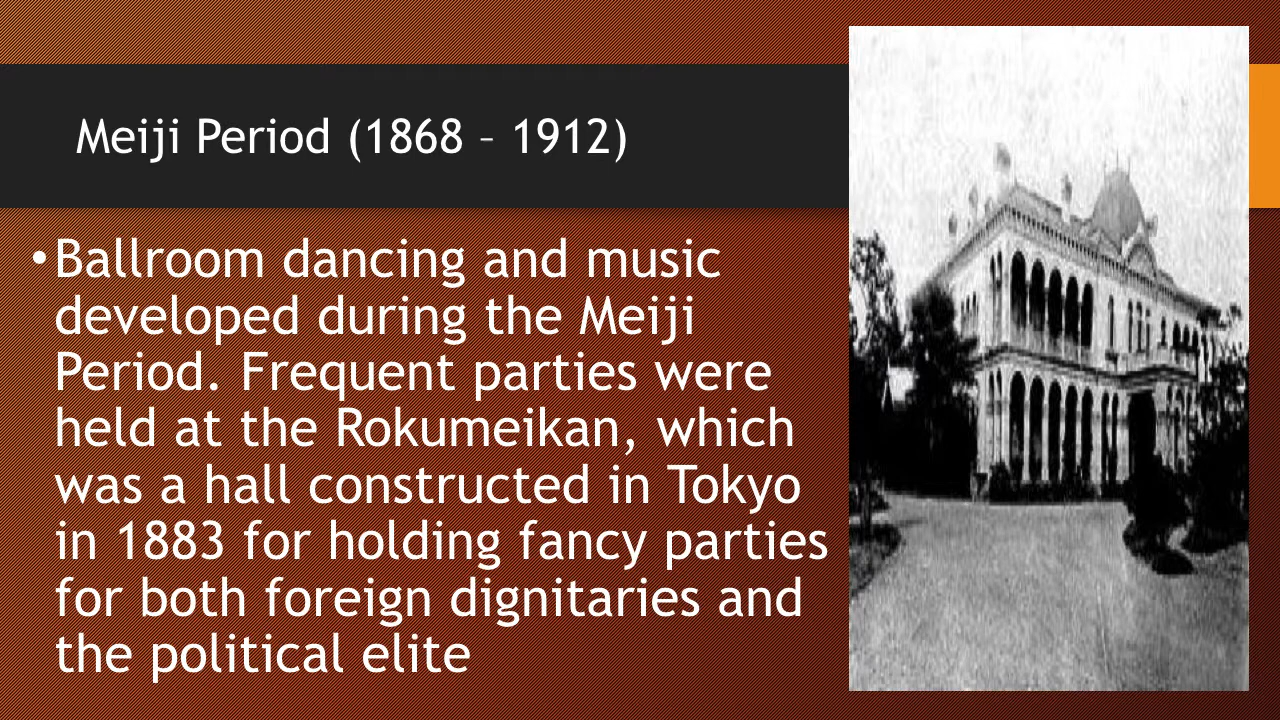 Meiji Period (1868 – 1912)
•Ballroom dancing and music
developed during the Meiji
Period. Frequent parties were
held at the Rokumeikan, which
was a hall constructed in Tokyo
in 1883 for holding fancy parties
for both foreign dignitaries and
the political elite